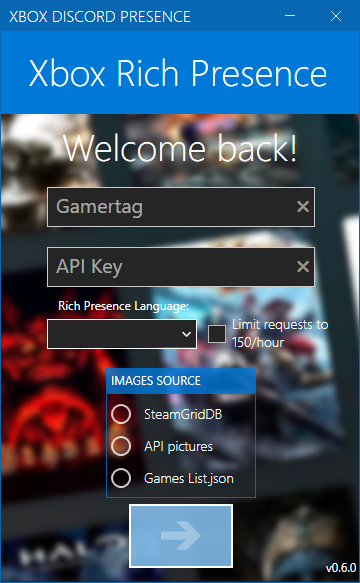 XBOX DISCORD PRESENCE
Xbox Rich Presence
Welcome back!
Gamertag
API Key
Rich Presence Language:
Limit requests to
150/hour
IMAGES SOURCE
SteamGridDB
API pictures
Games List.json
HALO
v0.6.0